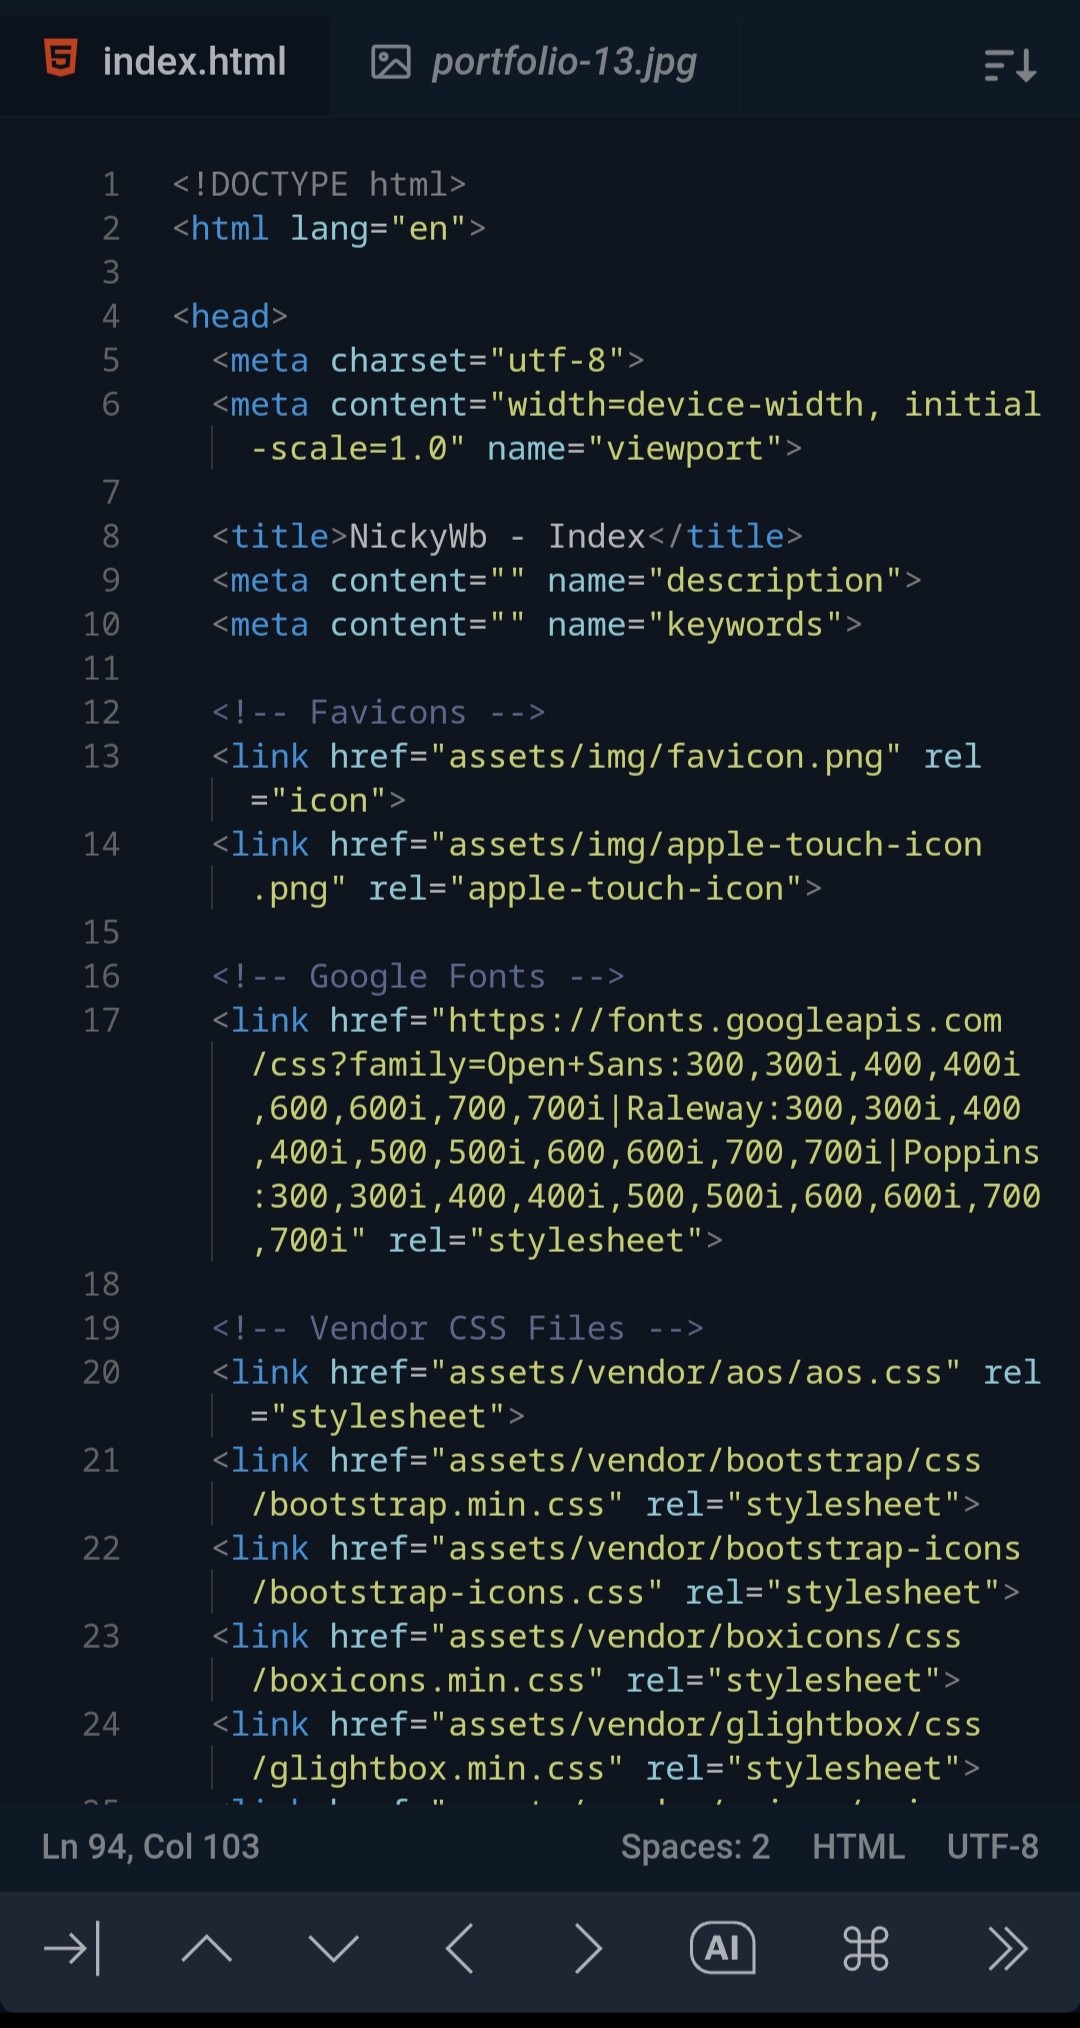 index.html portfolio-13.jpg
1 <!DOCTYPE html>
2 <html lang="en">
3
4 <head>
5 <meta charset="utf-8">
6 <meta content="width=device-width, initial
-scale=1.0" name="viewport">
7
8 <title>NickyWb - Index</title>
9 <meta content="" name="description">
10 <meta content="" name="keywords">
11
12 <!-- Favicons -->
13 <link href="assets/img/favicon.png" rel
="icon">
14 <link href="assets/img/apple-touch-icon
.png" rel="apple-touch-icon">
15
16 <!-- Google Fonts -->
17 <link href="https://fonts.googleapis.com
/css?family=Open+Sans:300,300i,400,400i
,600,600i,700,700i|Raleway:300,300i,400
,400i,500,500i,600,600i,700,700i|Poppins
:300,300i,400,400i,500,500i,600,600i,700
,700i" rel="stylesheet">
18
19 <!-- Vendor CSS Files -->
20 <link href="assets/vendor/aos/aos.css" rel
="stylesheet">
21 <link href="assets/vendor/bootstrap/css
/bootstrap.min.css" rel="stylesheet">
22 <link href="assets/vendor/bootstrap-icons
/bootstrap-icons.css" rel="stylesheet">
23 <link href="assets/vendor/boxicons/css
/boxicons.min.css" rel="stylesheet">
24 <link href="assets/vendor/glightbox/css
/glightbox.min.css" rel="stylesheet">
Ln 94, Col 103 Spaces: 2 HTML UTF-8
AI